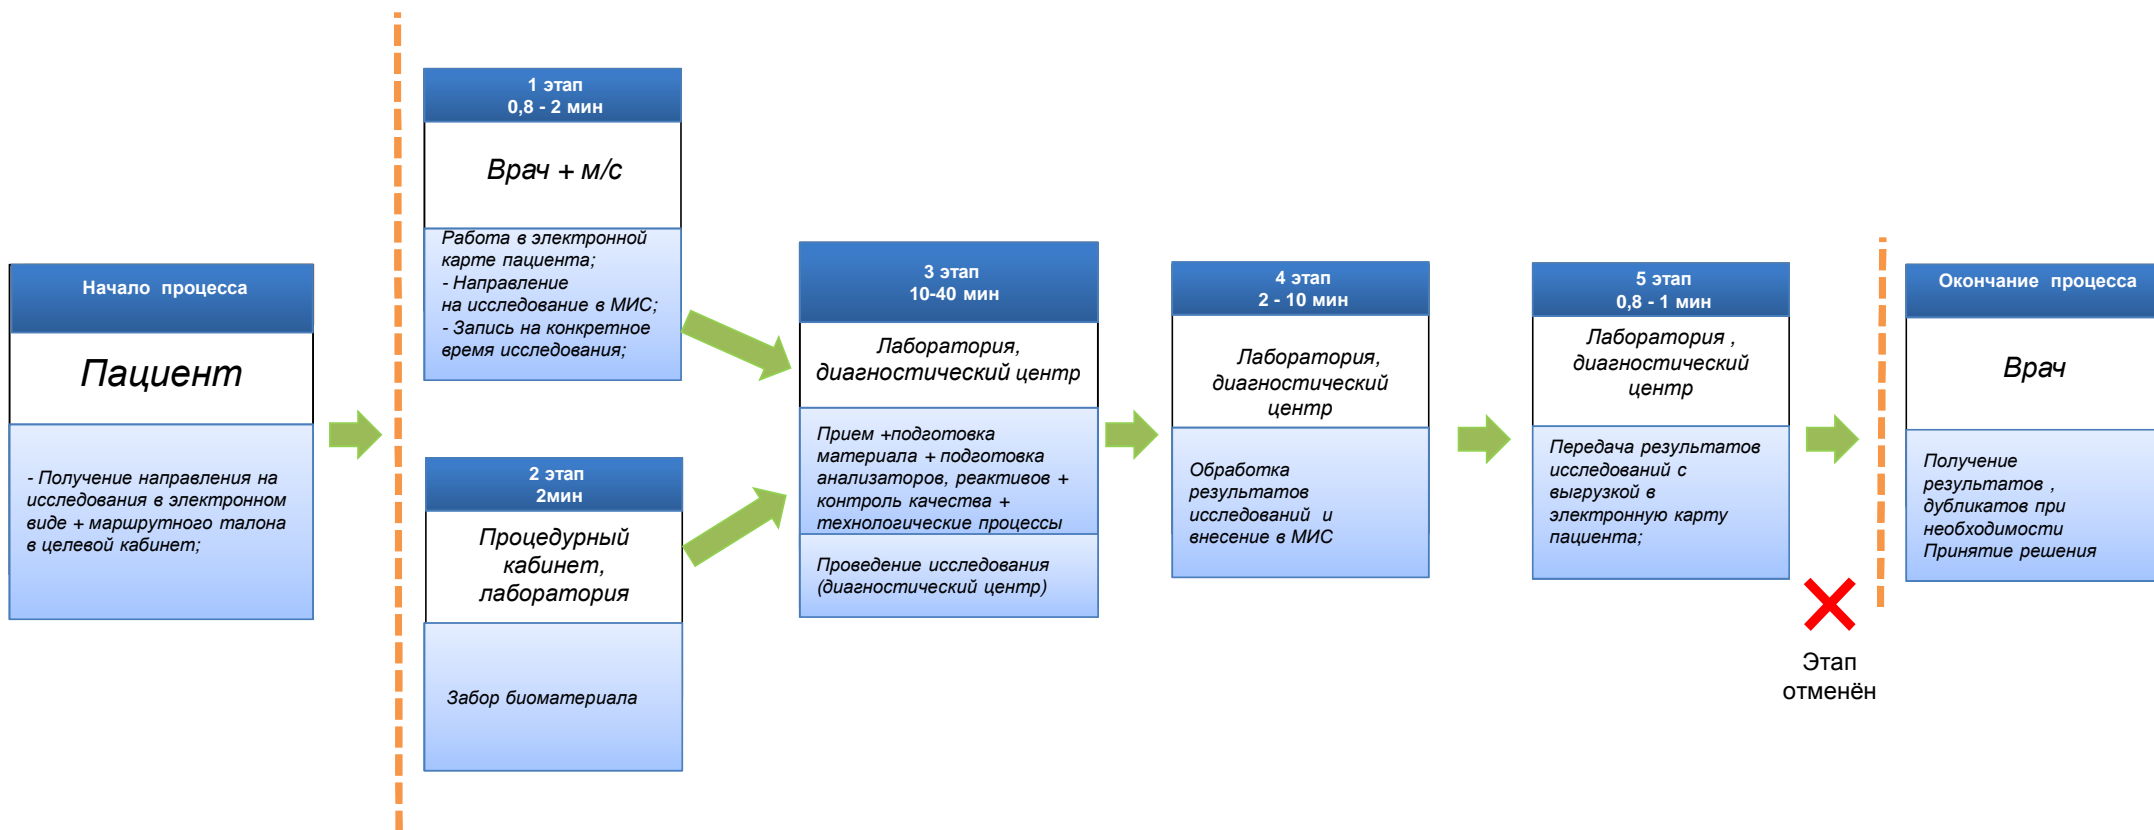 Начало процесса
Пациент
- Получение направления на
исследования в электронном
виде + маршрутного талона
в целевой кабинет;
1 этап
0,8 - 2 мин
Врач + м/с
Работа в электронной
карте пациента;
- Направление
на исследование в МИС;
- Запись на конкретное
время исследования;
2 этап
2мин
Процедурный
кабинет,
лаборатория
Забор биоматериала
3 этап
10-40 мин
Лаборатория,
диагностический центр
Прием +подготовка
материала + подготовка
анализаторов, реактивов +
контроль качества +
технологические процессы
Проведение исследования
(диагностический центр)
4 этап
2 - 10 мин
Лаборатория,
диагностический
центр
Обработка
результатов
исследований и
внесение в МИС
5 этап
0,8 - 1 мин
Лаборатория ,
диагностический
центр
Передача результатов
исследований с
выгрузкой в
электронную карту
пациента;
Этап
отменён
Окончание процесса
Врач
Получение
результатов ,
дубликатов при
необходимости
Принятие решения